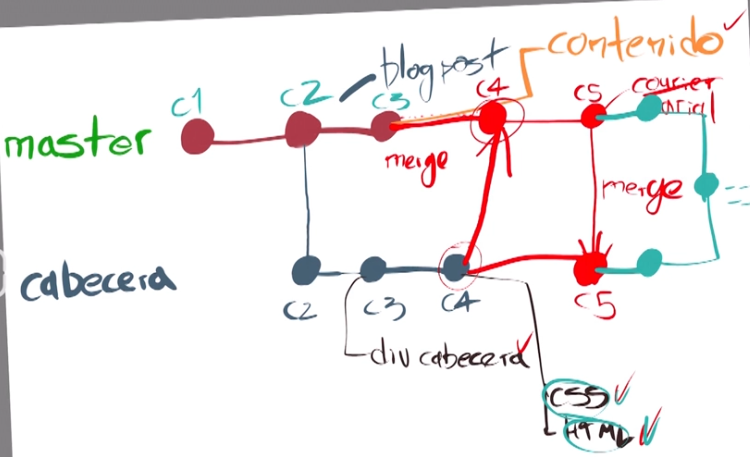 contenido
blogpost
c1
c2
c3
c4
c5
courier
arial
master
merge
merge
cabecera
c2
c3
c4
c5
div cabecera
CSS
HTML